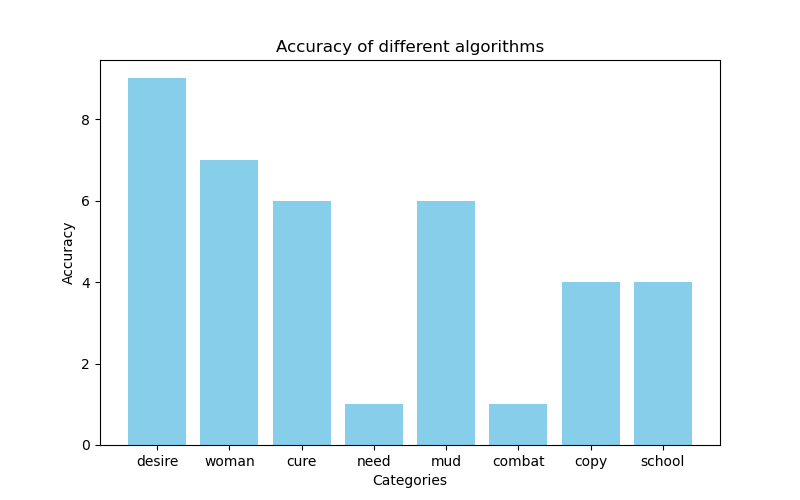 Accuracy of different algorithms
8
6
4
2
0
Accuracy
desire woman cure need mud combat copy school
Categories